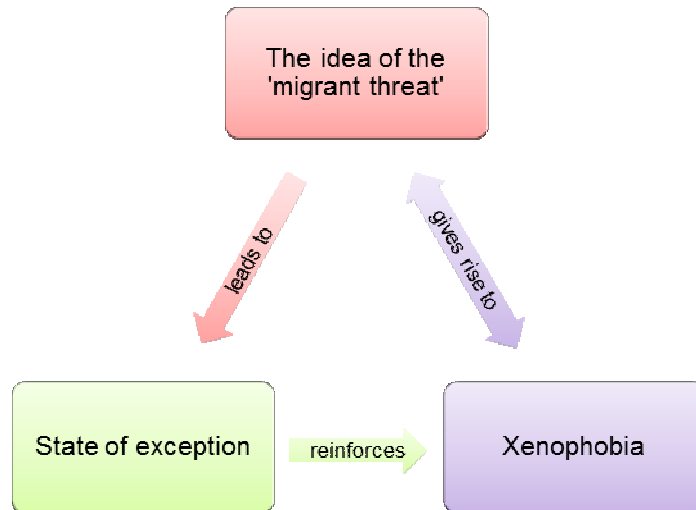 The idea of the
'migrant threat'
leads to
gives rise to
State of exception
reinforces
Xenophobia